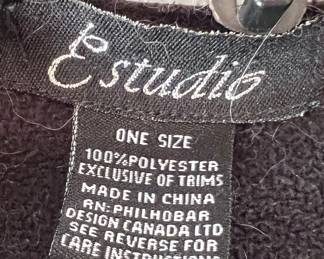 Estudio
ONE SIZE
100%POLYESTER
EXCLUSIVE OF TRIMS
MADE IN CHINA
RN: PHILHOBAR
DESIGN CANADA LTD
SEE REVERSE FOR
CARE INSTRUCTIONS